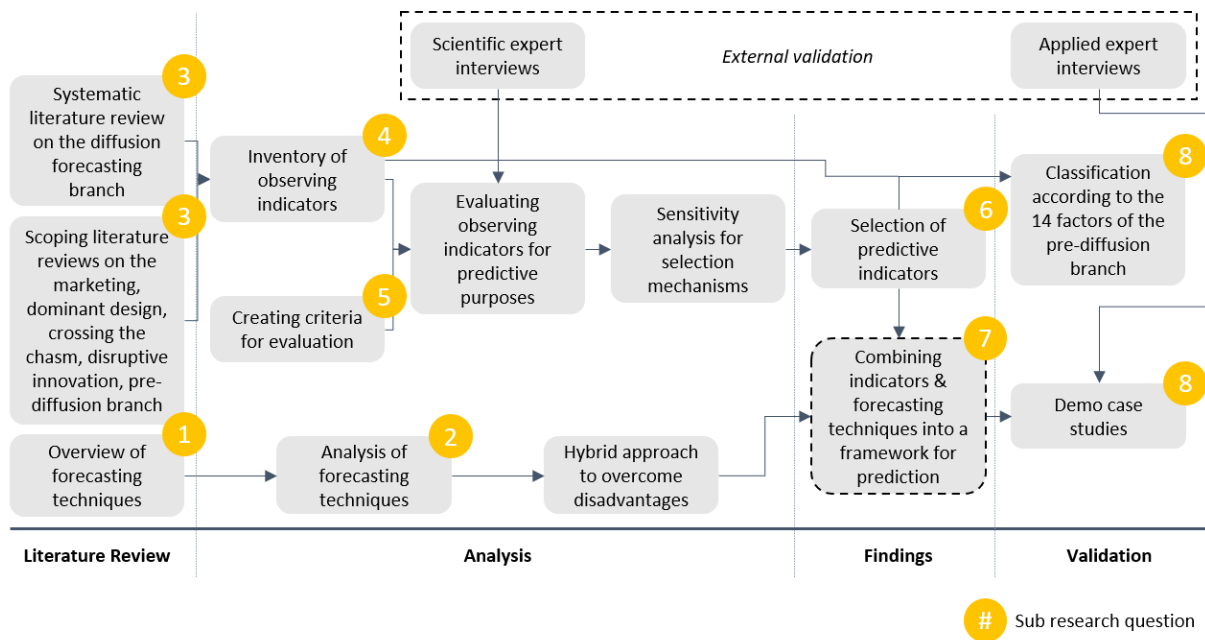 Scientific expert
interviews
External validation
Applied expert
interviews
3
Systematic
literature review
on the diffusion
forecasting
branch
3
Scoping literature
reviews on the
marketing,
dominant design,
crossing the
chasm, disruptive
innovation, pre-
diffusion branch
1
Overview of
forecasting
techniques
4
Inventory of
observing
indicators
5
Creating criteria
for evaluation
2
Analysis of
forecasting
techniques
Evaluating
observing
indicators for
predictive
purposes
Sensitivity
analysis for
selection
mechanisms
Hybrid approach
to overcome
disadvantages
6
Selection of
predictive
indicators
7
Combining
indicators &
forecasting
techniques into a
framework for
prediction
8
Classification
according to the
14 factors of the
pre-diffusion
branch
8
Demo case
studies
Literature Review
Analysis
Findings
Validation
# Sub research question